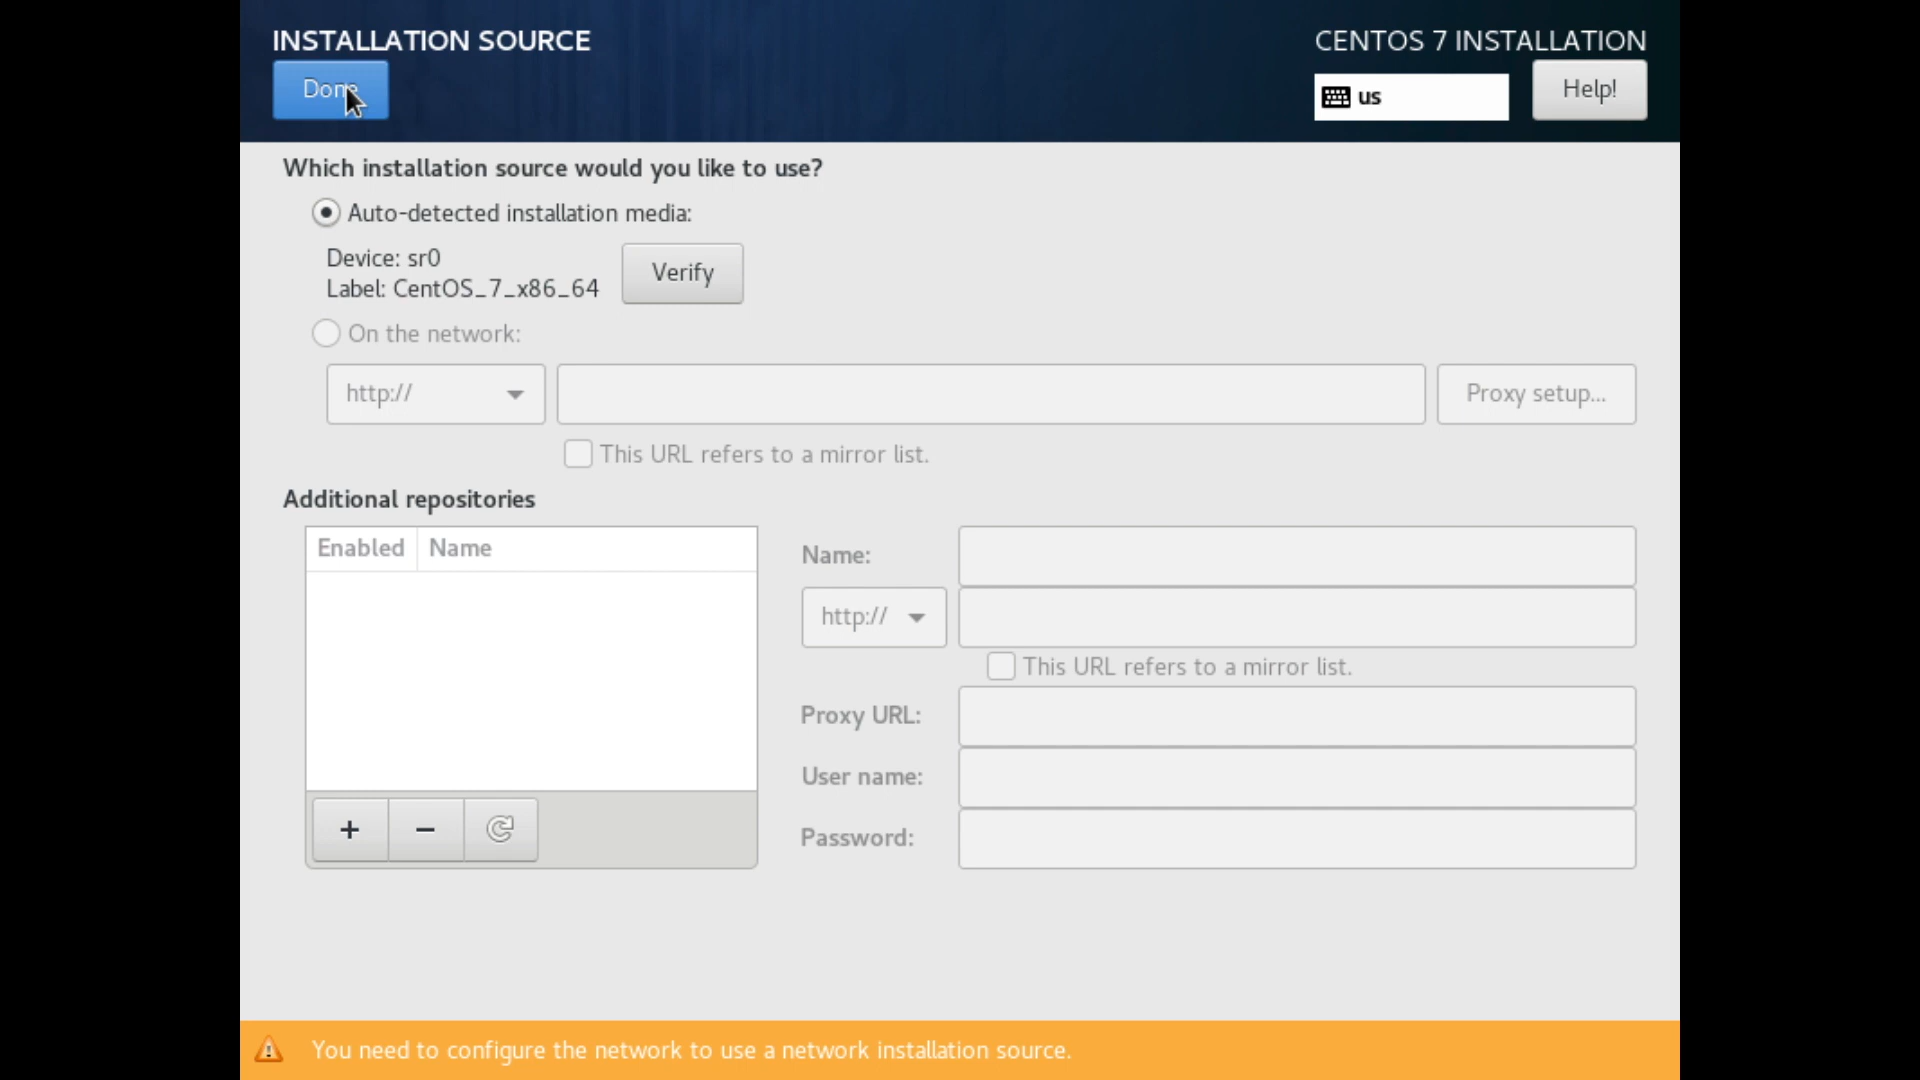 INSTALLATION SOURCE
CENTOS 7 INSTALLATION
Done
us
Help!
Which installation source would you like to use?
Auto-detected installation media:
Device: sr0
Label: CentOS_7_x86_64
Verify
On the network:
http://
Proxy setup...
This URL refers to a mirror list.
Additional repositories
Enabled
Name
Name:
http://
This URL refers to a mirror list.
Proxy URL:
User name:
Password:
You need to configure the network to use a network installation source.